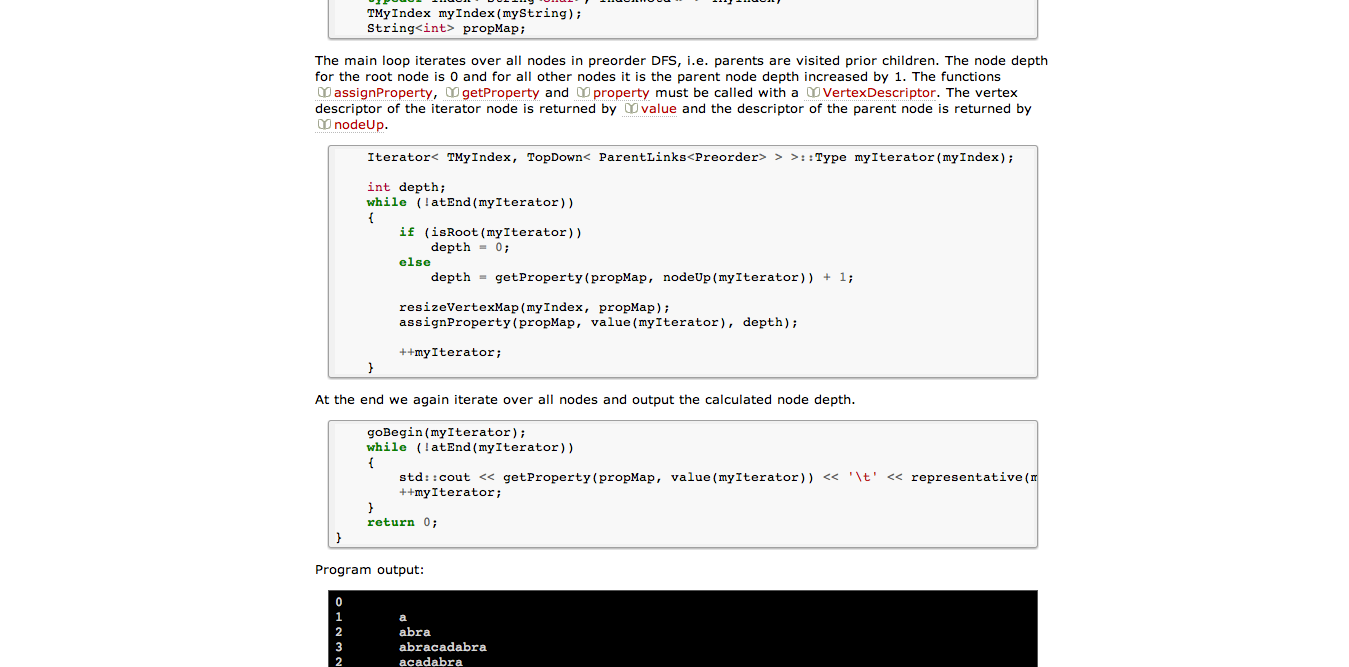 TMyIndex myIndex(myString);
String<int> propMap;
The main loop iterates over all nodes in preorder DFS, i.e. parents are visited prior children. The node depth
for the root node is 0 and for all other nodes it is the parent node depth increased by 1. The functions
assignProperty, getProperty and property must be called with a VertexDescriptor. The vertex
descriptor of the iterator node is returned by value and the descriptor of the parent node is returned by
nodeUp.
Iterator< TMyIndex, TopDown< ParentLinks<Preorder> > >::Type myIterator(myIndex);
int depth;
while (!atEnd(myIterator))
{
if (isRoot(myIterator))
depth = 0;
else
depth = getProperty(propMap, nodeUp(myIterator)) + 1;
resizeVertexMap(myIndex, propMap);
assignProperty(propMap, value(myIterator), depth);
++myIterator;
}
At the end we again iterate over all nodes and output the calculated node depth.
goBegin(myIterator);
while (!atEnd(myIterator))
{
std::cout << getProperty(propMap, value(myIterator)) << '\t' << representative(m
++myIterator;
}
return 0;
}
Program output:
0
1 a
2 abra
3 abracadabra
2 acadabra